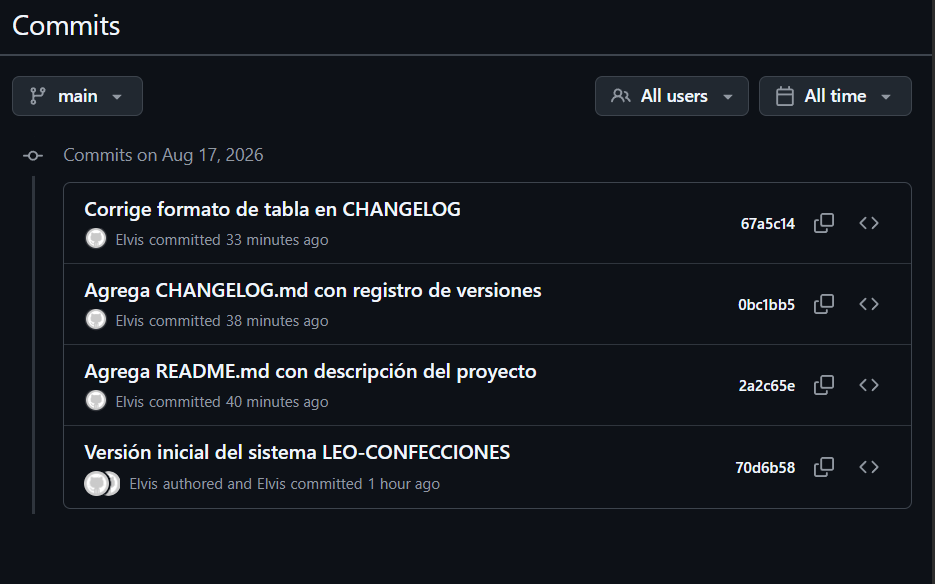 Commits
main
All users
All time
Commits on Aug 17, 2026
Corrige formato de tabla en CHANGELOG
Elvis committed 33 minutes ago
67a5c14
Agrega CHANGELOG.md con registro de versiones
Elvis committed 38 minutes ago
0bc1bb5
Agrega README.md con descripción del proyecto
Elvis committed 40 minutes ago
2a2c65e
Versión inicial del sistema LEO-CONFECCIONES
Elvis authored and Elvis committed 1 hour ago
70d6b58